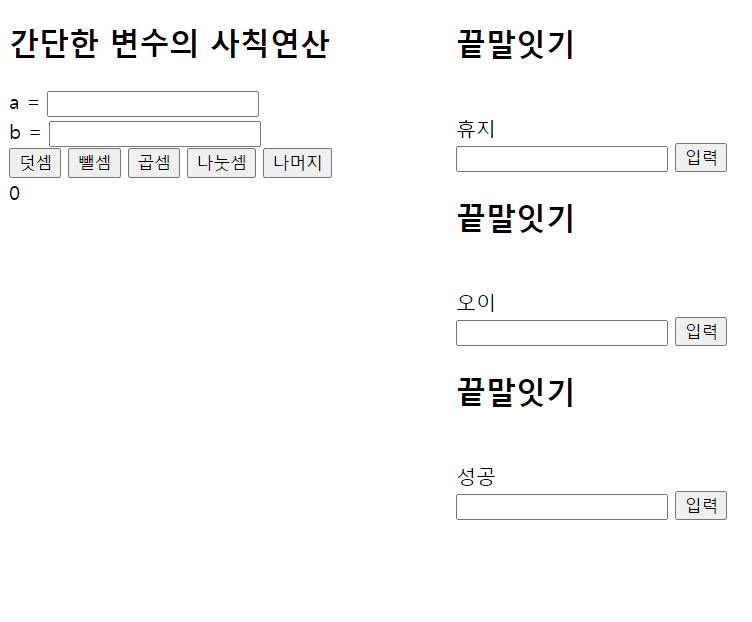 간단한 변수의 사칙연산
a =
b =
덧셈 뺄셈 곱셈 나눗셈 나머지
0
끝말잇기
휴지
입력
끝말잇기
오이
입력
끝말잇기
성공
입력